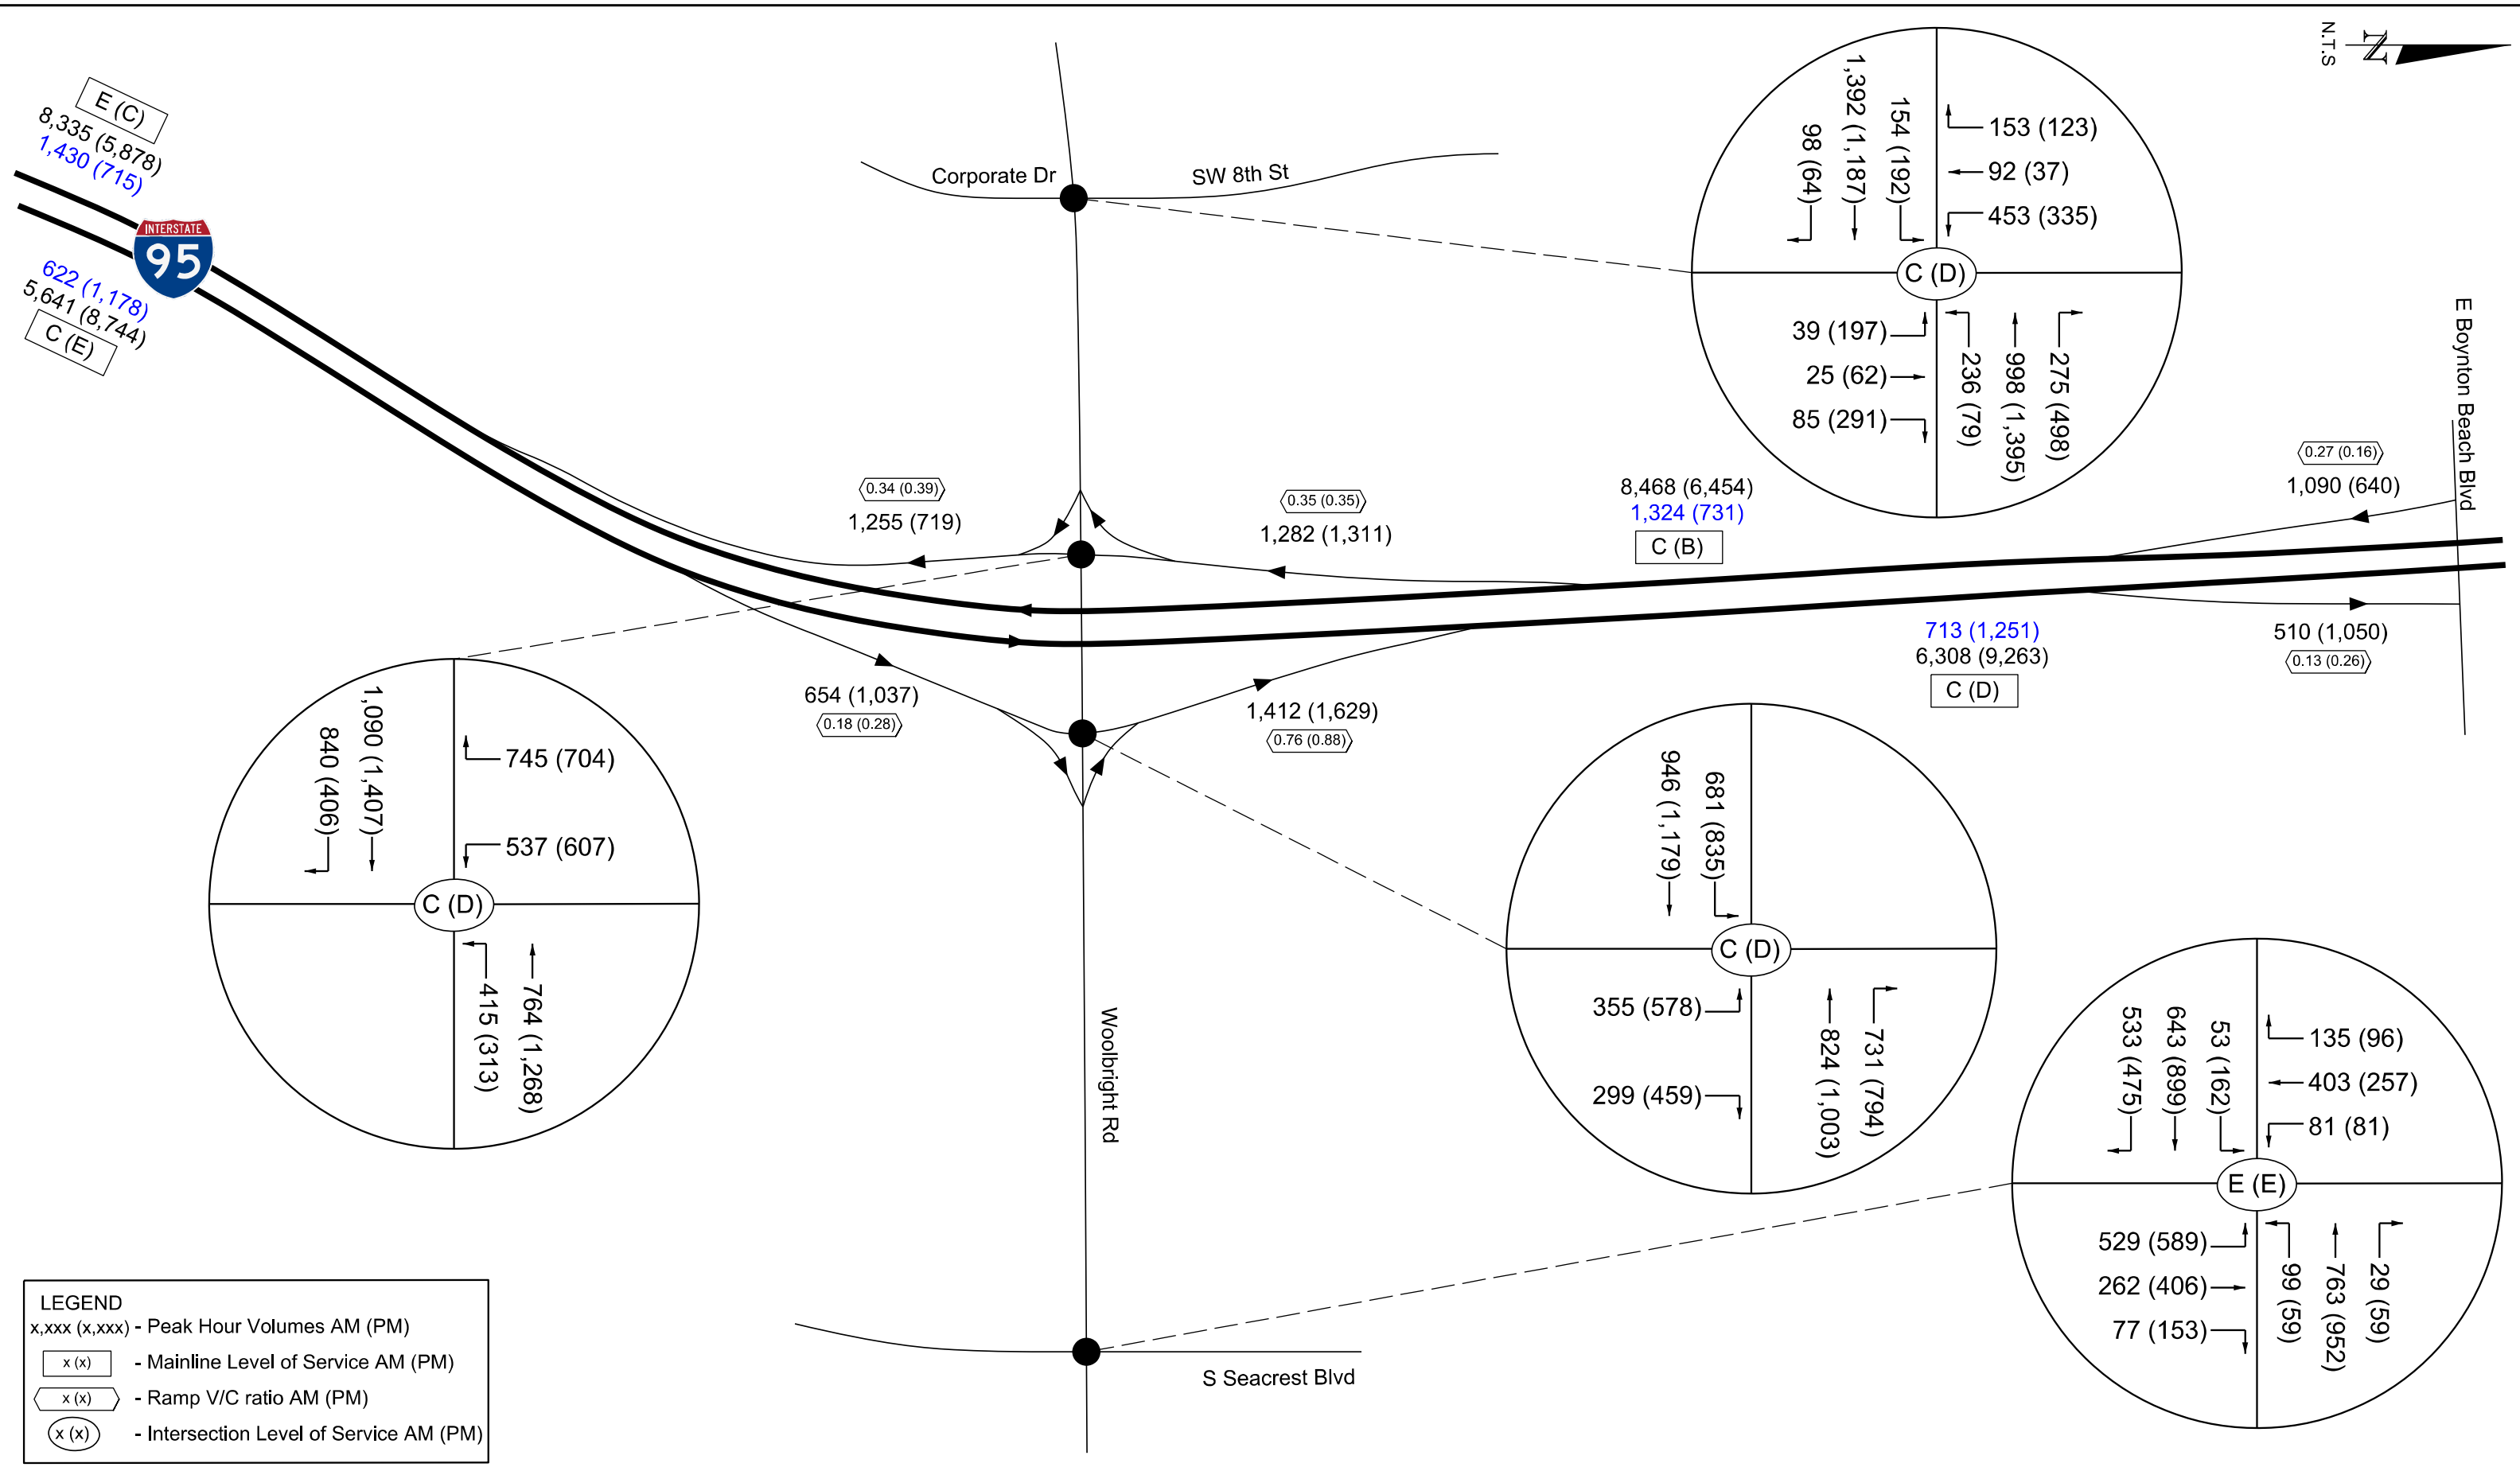 N.T.S
N
E (C)
8,335 (5,878)
1,430 (715)
INTERSTATE
95
622 (1,178)
5,641 (8,744)
C (E)
Corporate Dr
SW 8th St
98 (64)
1,392 (1,187)
154 (192)
153 (123)
92 (37)
453 (335)
C (D)
39 (197)
25 (62)
85 (291)
236 (79)
998 (1,395)
275 (498)
E Boynton Beach Blvd
0.27 (0.16)
1,090 (640)
0.34 (0.39)
1,255 (719)
0.35 (0.35)
1,282 (1,311)
8,468 (6,454)
1,324 (731)
C (B)
713 (1,251)
6,308 (9,263)
C (D)
510 (1,050)
0.13 (0.26)
654 (1,037)
0.18 (0.28)
1,412 (1,629)
0.76 (0.88)
840 (406)
1,090 (1,407)
745 (704)
537 (607)
C (D)
415 (313)
764 (1,268)
946 (1,179)
681 (835)
C (D)
355 (578)
299 (459)
824 (1,003)
731 (794)
Woolbright Rd
533 (475)
643 (899)
53 (162)
135 (96)
403 (257)
81 (81)
E (E)
529 (589)
262 (406)
77 (153)
99 (59)
763 (952)
29 (59)
S Seacrest Blvd
LEGEND
x,xxx (x,xxx) - Peak Hour Volumes AM (PM)
x (x) - Mainline Level of Service AM (PM)
x (x) - Ramp V/C ratio AM (PM)
x (x) - Intersection Level of Service AM (PM)